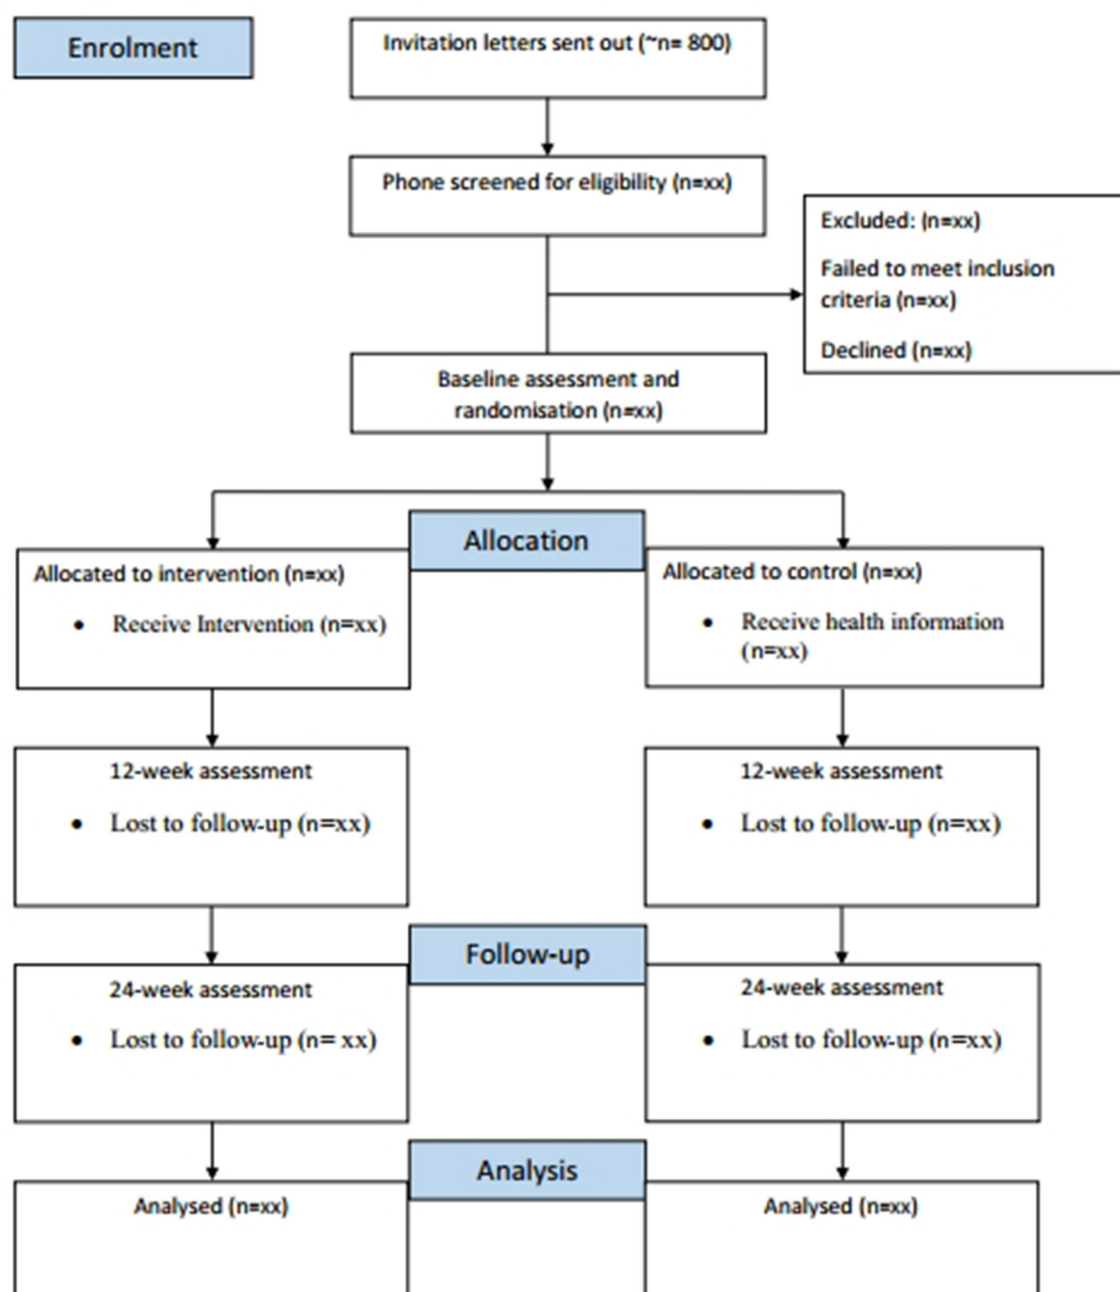 Enrolment
Invitation letters sent out (~n= 800)
Phone screened for eligibility (n=xx)
Excluded: (n=xx)
Failed to meet inclusion
criteria (n=xx)
Declined (n=xx)
Baseline assessment and
randomisation (n=xx)
Allocation
Allocated to intervention (n=xx)
• Receive Intervention (n=xx)
Allocated to control (n=xx)
• Receive health information
(n=xx)
12-week assessment
• Lost to follow-up (n=xx)
12-week assessment
• Lost to follow-up (n=xx)
Follow-up
24-week assessment
• Lost to follow-up (n= xx)
24-week assessment
• Lost to follow-up (n=xx)
Analysis
Analysed (n=xx)
Analysed (n=xx)